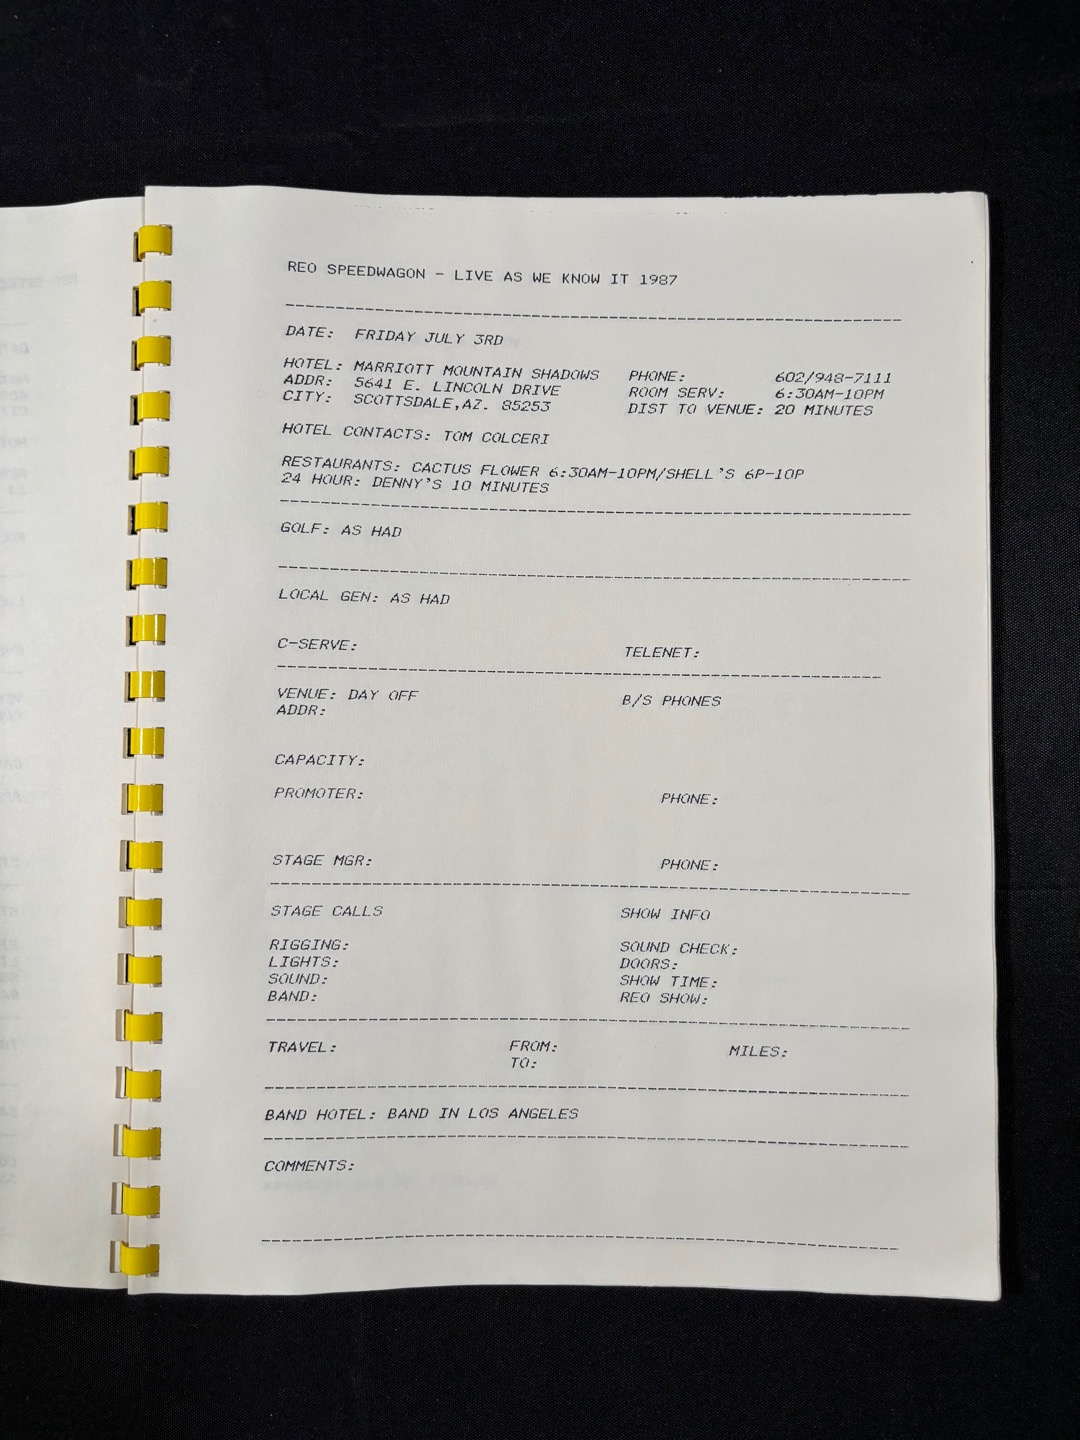 REO SPEEDWAGON - LIVE AS WE KNOW IT 1987
DATE: FRIDAY JULY 3RD
HOTEL: MARRIOTT MOUNTAIN SHADOWS PHONE: 602/948-7111
ADDR: 5641 E. LINCOLN DRIVE ROOM SERV: 6:30AM-10PM
CITY: SCOTTSDALE,AZ. 85253 DIST TO VENUE: 20 MINUTES
HOTEL CONTACTS: TOM COLCERI
RESTAURANTS: CACTUS FLOWER 6:30AM-10PM/SHELL'S 6P-10P
24 HOUR: DENNY'S 10 MINUTES
GOLF: AS HAD
LOCAL GEN: AS HAD
C-SERVE: TELENET:
VENUE: DAY OFF B/S PHONES
ADDR:
CAPACITY:
PROMOTER: PHONE:
STAGE MGR: PHONE:
STAGE CALLS SHOW INFO
RIGGING: SOUND CHECK:
LIGHTS: DOORS:
SOUND: SHOW TIME:
BAND: REO SHOW:
TRAVEL: FROM: MILES:
TO:
BAND HOTEL: BAND IN LOS ANGELES
COMMENTS: